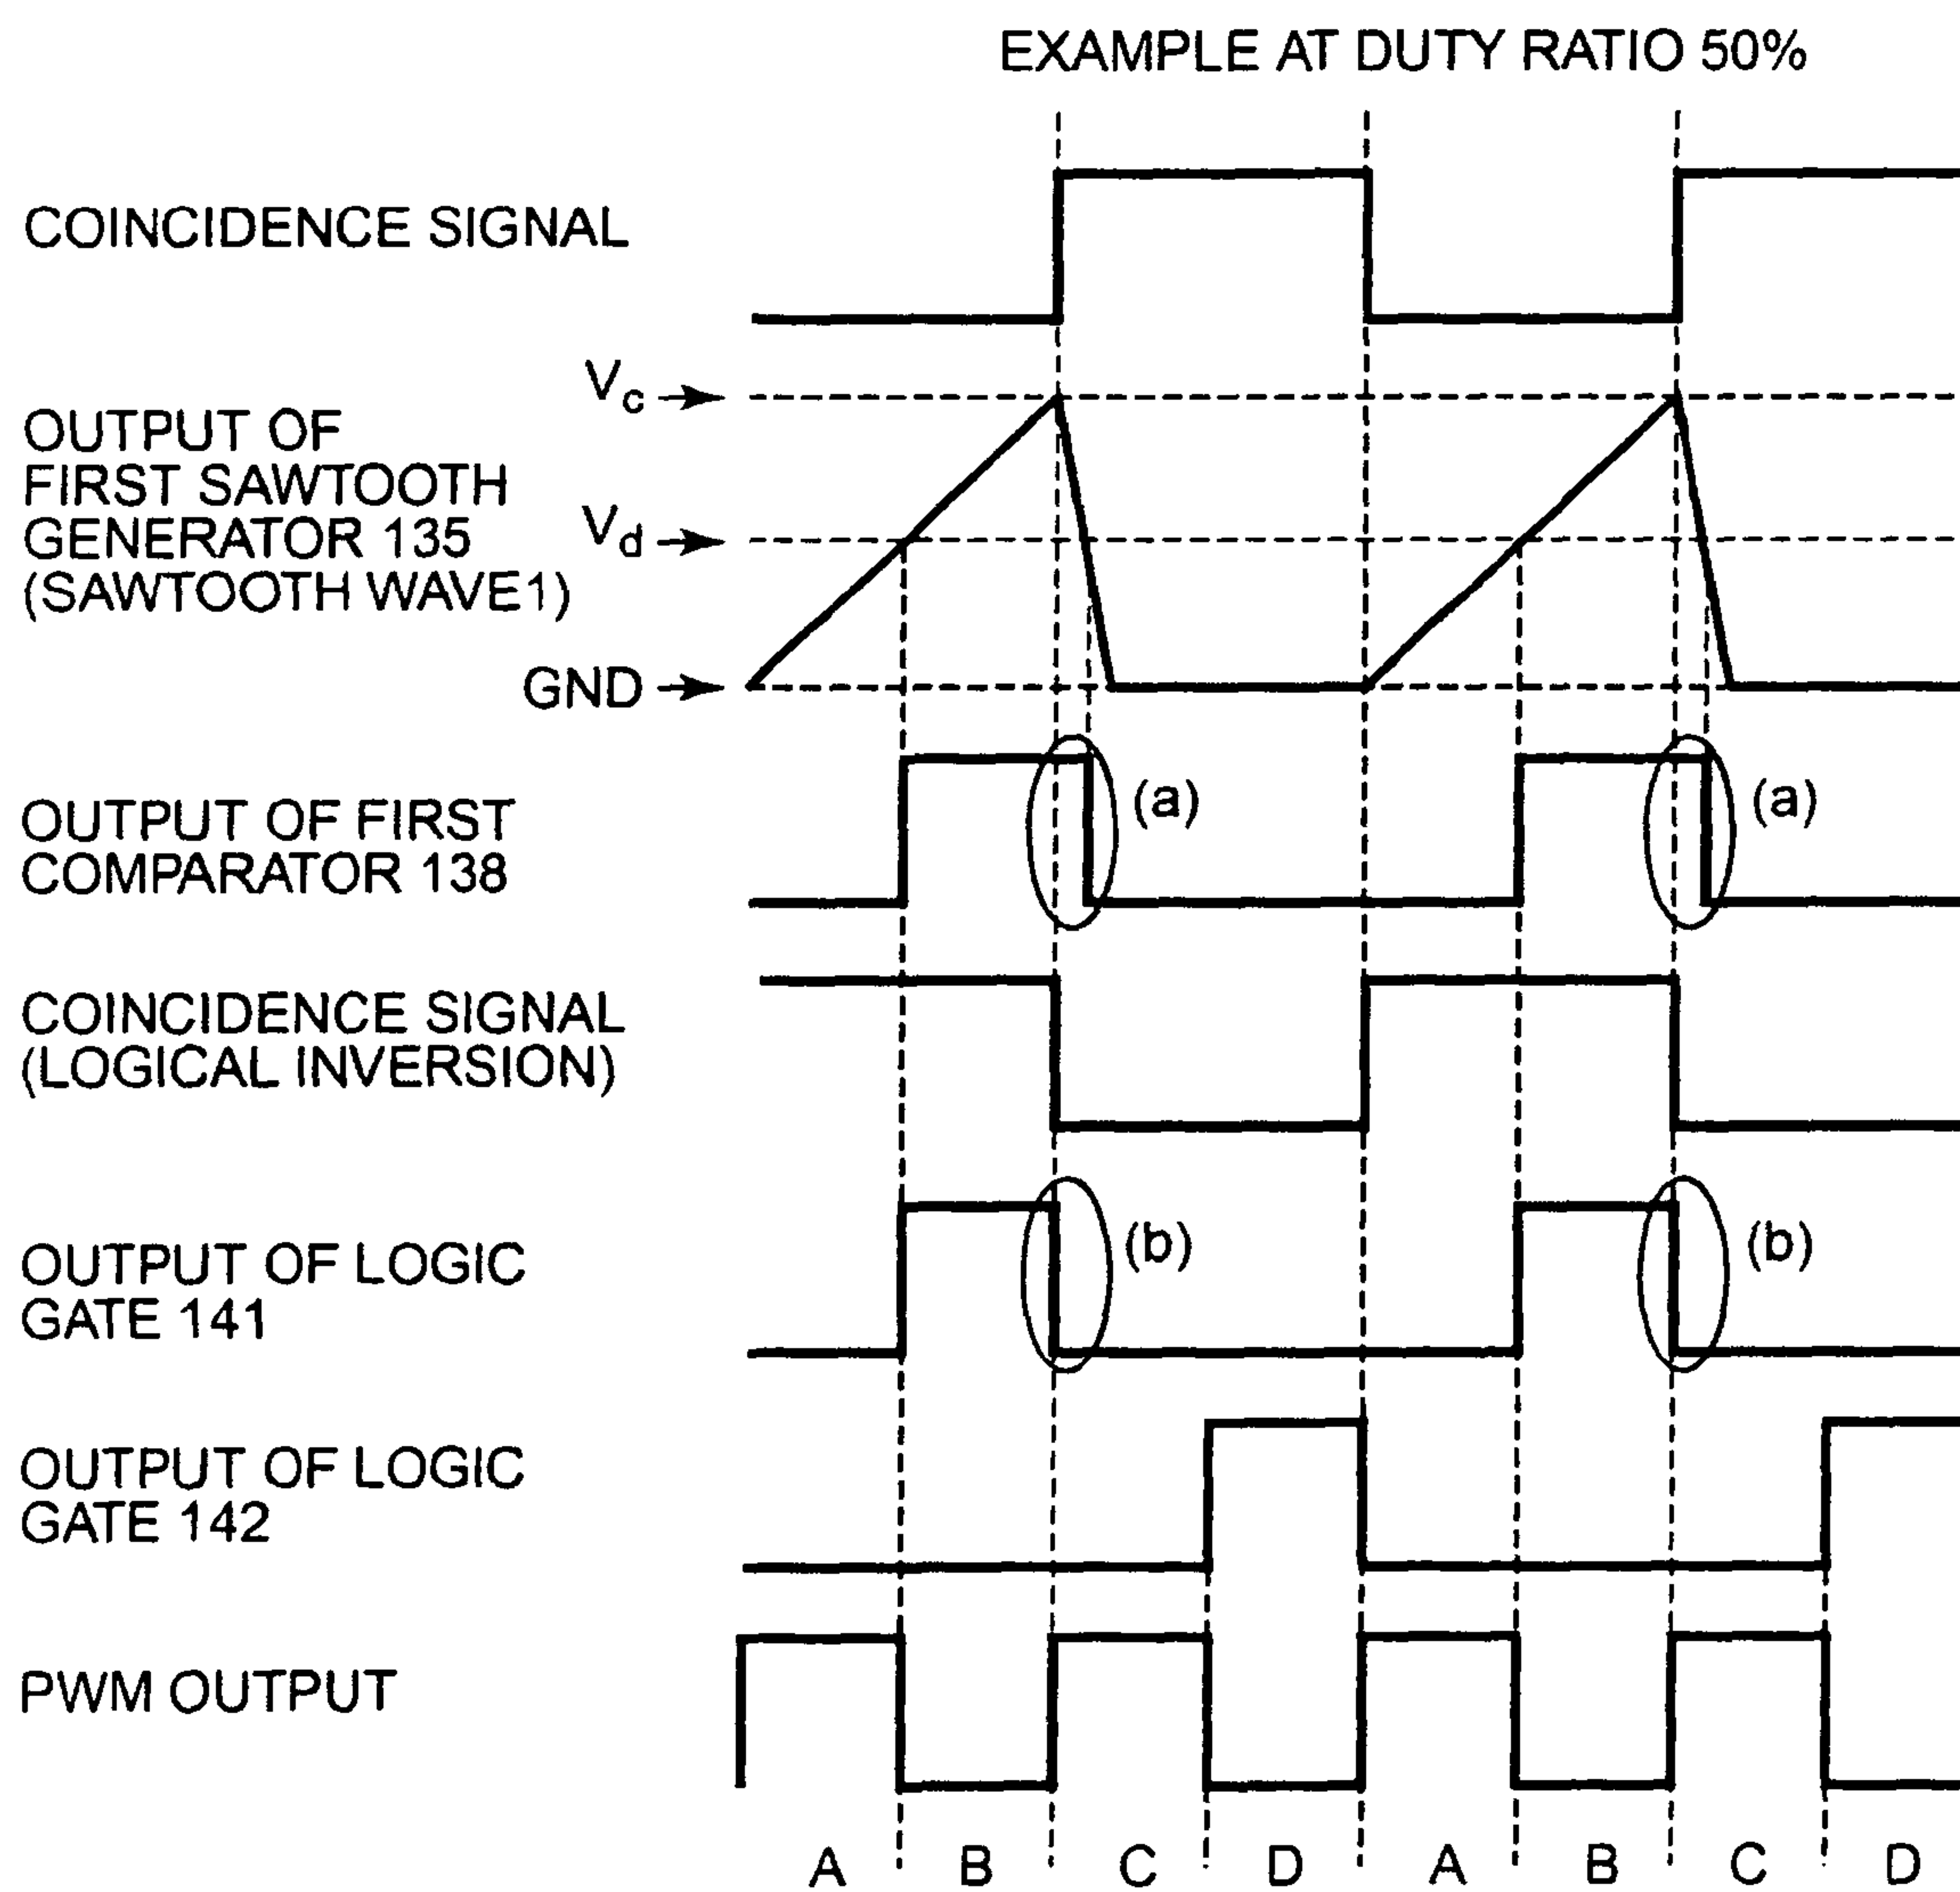 EXAMPLE AT DUTY RATIO 50%
COINCIDENCE SIGNAL
Vc
OUTPUT OF
FIRST SAWTOOTH
GENERATOR 135
(SAWTOOTH WAVE1)
Vd
GND
OUTPUT OF FIRST
COMPARATOR 138
(a)
(a)
COINCIDENCE SIGNAL
(LOGICAL INVERSION)
OUTPUT OF LOGIC
GATE 141
(b)
(b)
OUTPUT OF LOGIC
GATE 142
PWM OUTPUT
A B C D A B C D